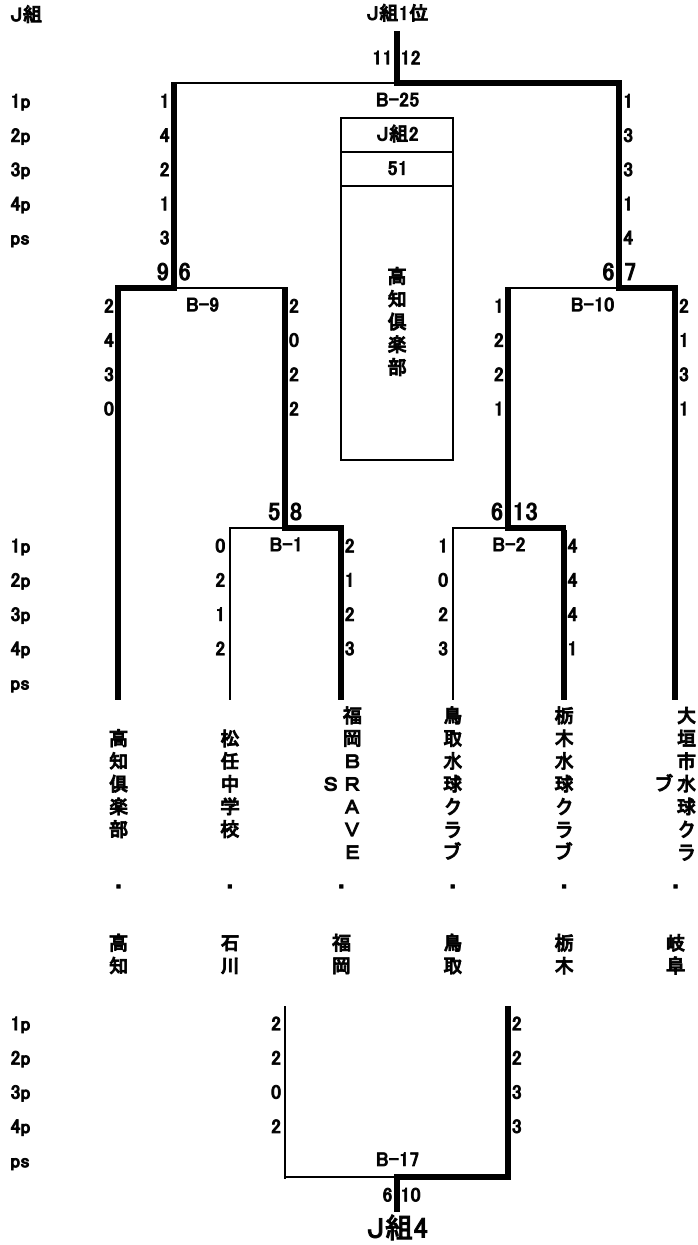 J組 J組1位
11 12
B-25
1p 1 1
2p 4 J組2 3
3p 2 51 3
4p 1 1
ps 3 4
9 6 6 7
高知倶楽部
2 B-9 2 1 B-10 2
4 0 2 1
3 2 2 3
0 2 1 1
5 8 6 13
1p 0 B-1 2 1 B-2 4
2p 2 1 0 4
3p 1 2 2 4
4p 2 3 3 1
ps
高知倶楽部・高知
松任中学校・石川
福岡BRAVES・福岡
鳥取水球クラブ・鳥取
栃木水球クラブ・栃木
大垣市水球クラブ・岐阜
1p 2 2
2p 2 2
3p 0 3
4p 2 3
ps B-17
6 10
J組4